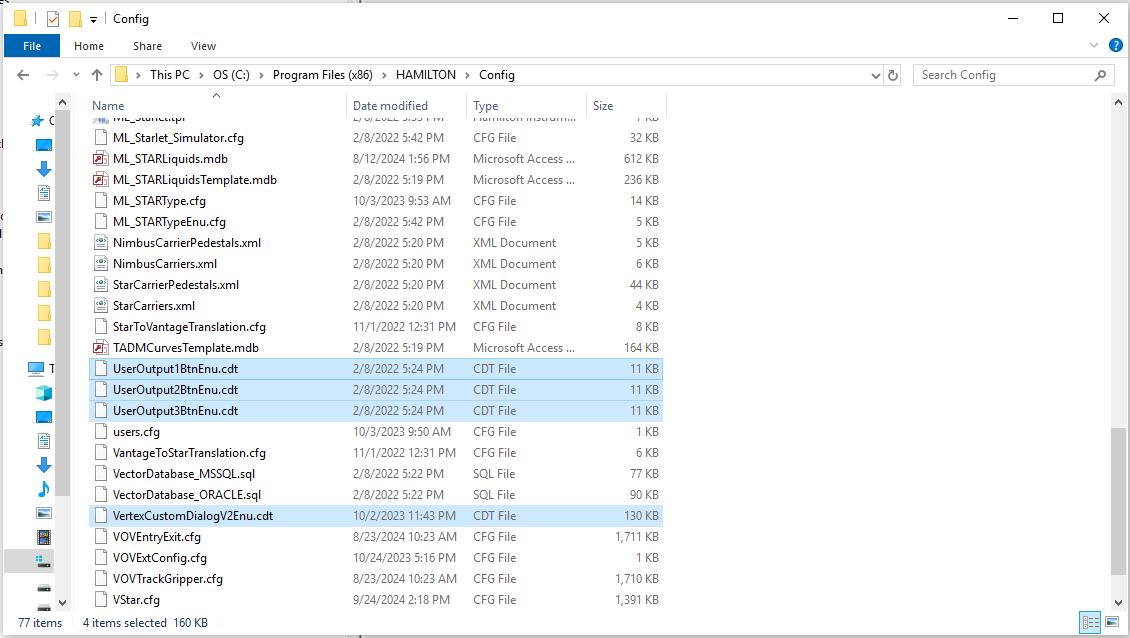 Config
File Home Share View
This PC › OS (C:) › Program Files (x86) › HAMILTON › Config
Search Config
Name Date modified Type Size
ML_Starlet_Simulator.cfg 2/8/2022 5:42 PM CFG File 32 KB
ML_STARLiquids.mdb 8/12/2024 1:56 PM Microsoft Access ... 612 KB
ML_STARLiquidsTemplate.mdb 2/8/2022 5:19 PM Microsoft Access ... 236 KB
ML_STARType.cfg 10/3/2023 9:53 AM CFG File 14 KB
ML_STARTypeEnu.cfg 2/8/2022 5:42 PM CFG File 5 KB
NimbusCarrierPedestals.xml 2/8/2022 5:20 PM XML Document 5 KB
NimbusCarriers.xml 2/8/2022 5:20 PM XML Document 6 KB
StarCarrierPedestals.xml 2/8/2022 5:20 PM XML Document 44 KB
StarCarriers.xml 2/8/2022 5:20 PM XML Document 4 KB
StarToVantageTranslation.cfg 11/1/2022 12:31 PM CFG File 8 KB
TADMCurvesTemplate.mdb 2/8/2022 5:19 PM Microsoft Access ... 164 KB
UserOutput1BtnEnu.cdt 2/8/2022 5:24 PM CDT File 11 KB
UserOutput2BtnEnu.cdt 2/8/2022 5:24 PM CDT File 11 KB
UserOutput3BtnEnu.cdt 2/8/2022 5:24 PM CDT File 11 KB
users.cfg 10/3/2023 9:50 AM CFG File 1 KB
VantageToStarTranslation.cfg 11/1/2022 12:31 PM CFG File 6 KB
VectorDatabase_MSSQL.sql 2/8/2022 5:22 PM SQL File 77 KB
VectorDatabase_ORACLE.sql 2/8/2022 5:22 PM SQL File 90 KB
VertexCustomDialogV2Enu.cdt 10/2/2023 11:43 PM CDT File 130 KB
VOVEntryExit.cfg 8/23/2024 10:23 AM CFG File 1,711 KB
VOVExtConfig.cfg 10/24/2023 5:16 PM CFG File 1 KB
VOVTrackGripper.cfg 8/23/2024 10:23 AM CFG File 1,710 KB
VStar.cfg 9/24/2024 2:18 PM CFG File 1,391 KB
77 items 4 items selected 160 KB